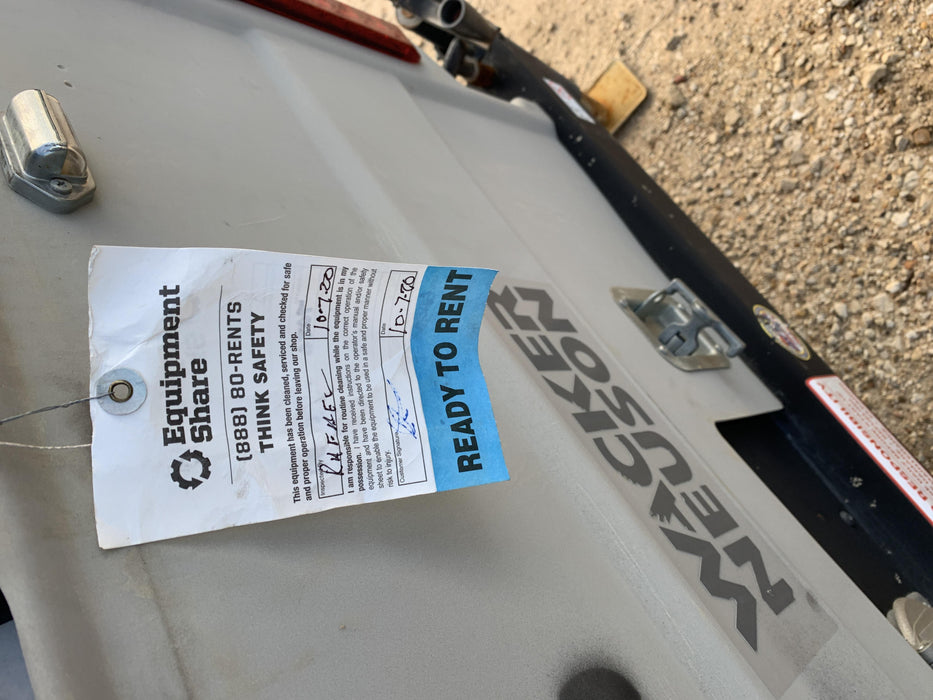 Equipment
Share
(888) 80-RENTS
THINK SAFETY
This equipment has been cleaned, serviced and checked for safe
and proper operation before leaving our shop.
Inspector
Date
10-7-20
I am responsible for routine cleaning while the equipment is in my
possession. I have received instructions on the correct operation of the
equipment and have been directed to the operator's manual and/or safety
sheet to enable the equipment to be used in a safe and proper manner without
risk to injury.
Customer Signature
Date
10-7-20
READY TO RENT
WACKER
NEUSON